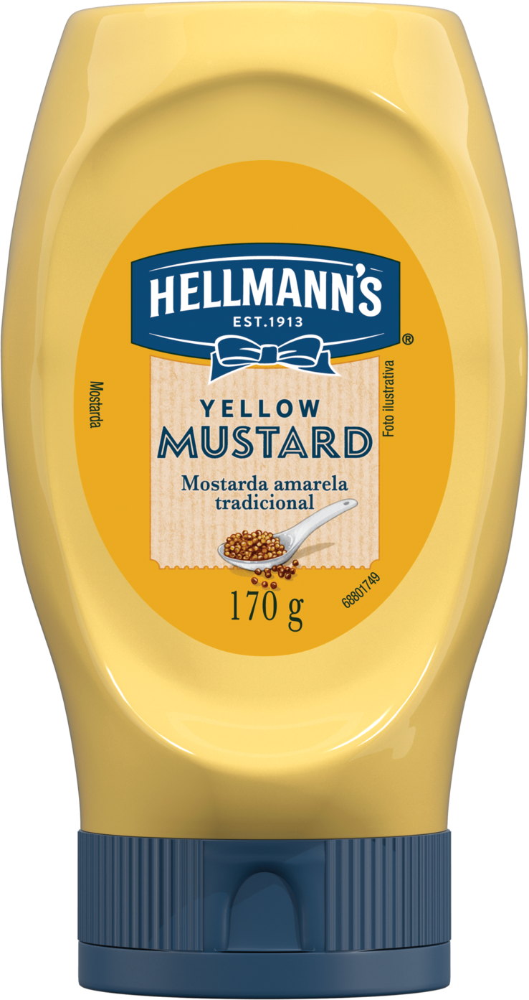 HELLMANN'S
EST.1913
®
Mostarda
Foto ilustrativa
YELLOW
MUSTARD
Mostarda amarela
tradicional
170 g
68801749